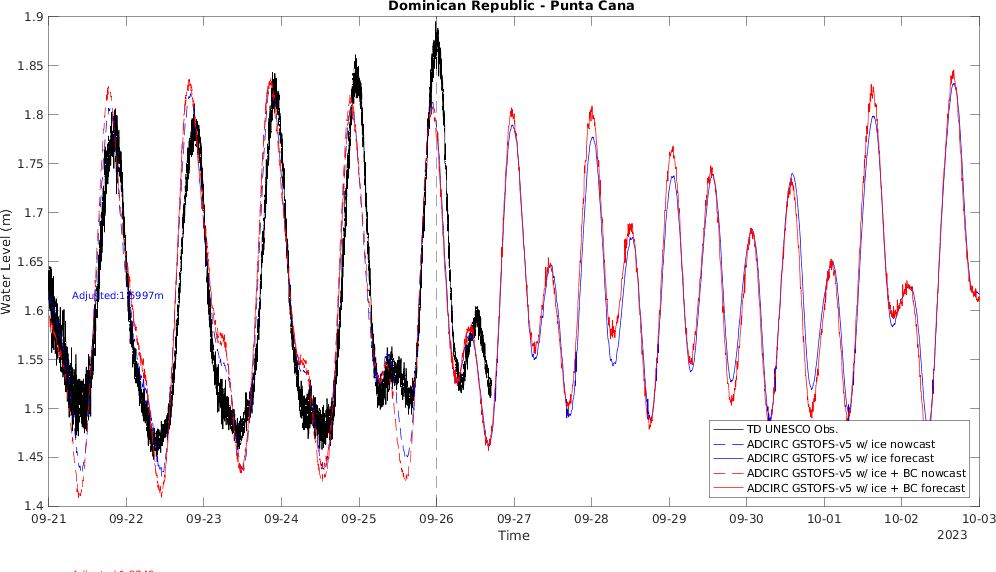 Dominican Republic - Punta Cana
1.9
1.85
1.8
1.75
1.7
1.65
1.6
1.55
1.5
1.45
1.4
Water Level (m)
Adjusted:1.5997m
TD UNESCO Obs.
ADCIRC GSTOFS-v5 w/ ice nowcast
ADCIRC GSTOFS-v5 w/ ice forecast
ADCIRC GSTOFS-v5 w/ ice + BC nowcast
ADCIRC GSTOFS-v5 w/ ice + BC forecast
09-21 09-22 09-23 09-24 09-25 09-26 09-27 09-28 09-29 09-30 10-01 10-02 10-03
Time
2023